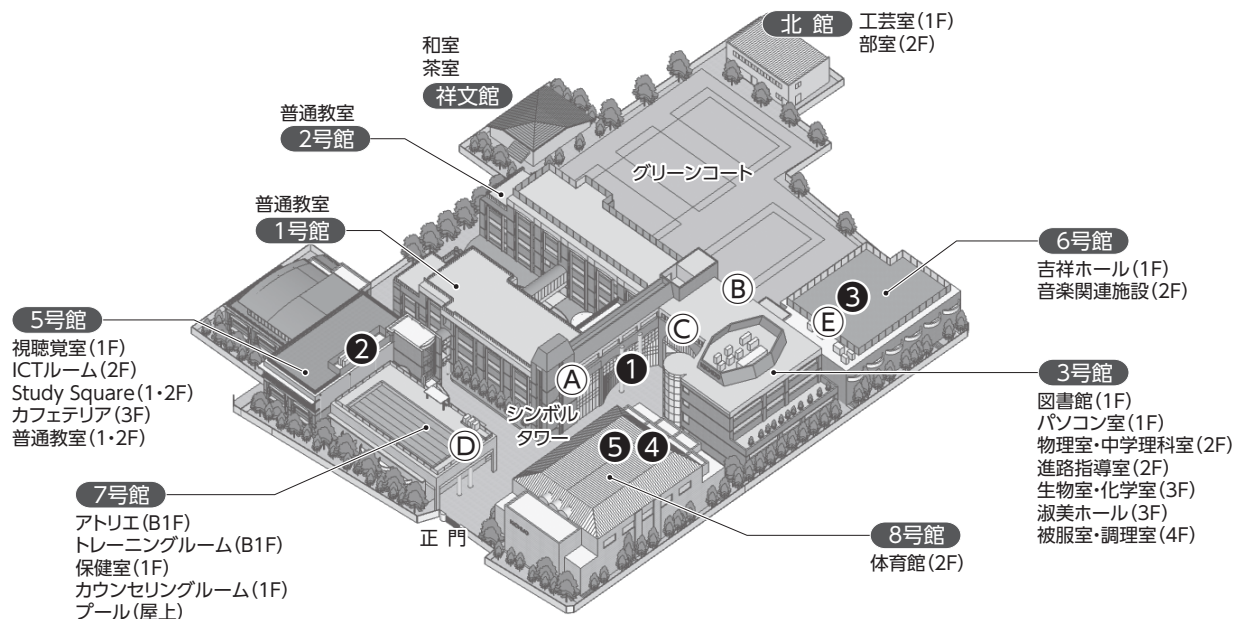 北 館
工芸室(1F)
部室(2F)
和室
茶室
祥文館
普通教室
2号館
グリーンコート
普通教室
1号館
6号館
吉祥ホール(1F)
音楽関連施設(2F)
B
3
E
C
5号館
視聴覚室(1F)
ICTルーム(2F)
Study Square(1・2F)
カフェテリア(3F)
普通教室(1・2F)
2
A
1
シンボル
タワー
3号館
図書館(1F)
パソコン室(1F)
物理室・中学理科室(2F)
進路指導室(2F)
生物室・化学室(3F)
淑美ホール(3F)
被服室・調理室(4F)
D
5
4
7号館
アトリエ(B1F)
トレーニングルーム(B1F)
保健室(1F)
カウンセリングルーム(1F)
プール(屋上)
正 門
8号館
体育館(2F)